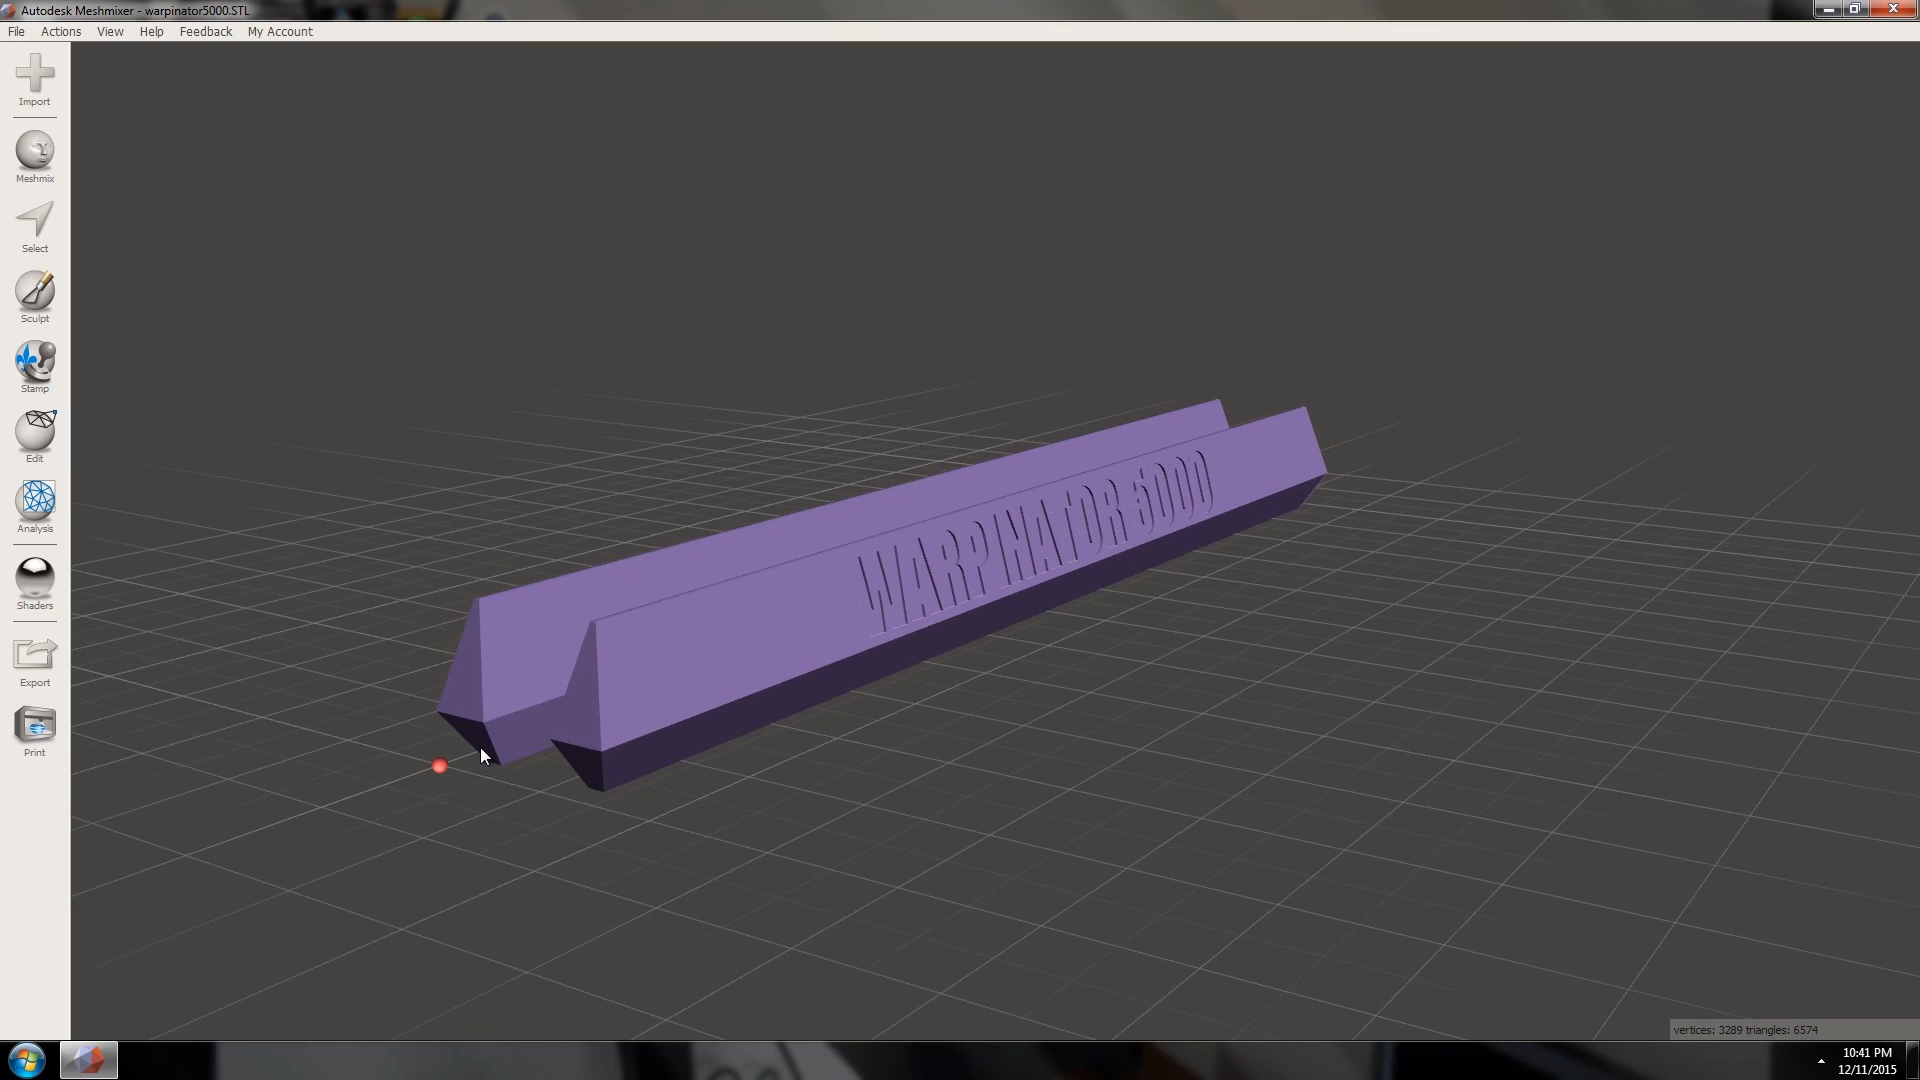 Autodesk Meshmixer - warpinator5000.STL
File Actions View Help Feedback My Account
Import
Meshmix
Select
Sculpt
Stamp
Edit
Analysis
Shaders
Export
Print
WARPINATOR 5000
vertices: 3289 triangles: 6574
10:41 PM
12/11/2015